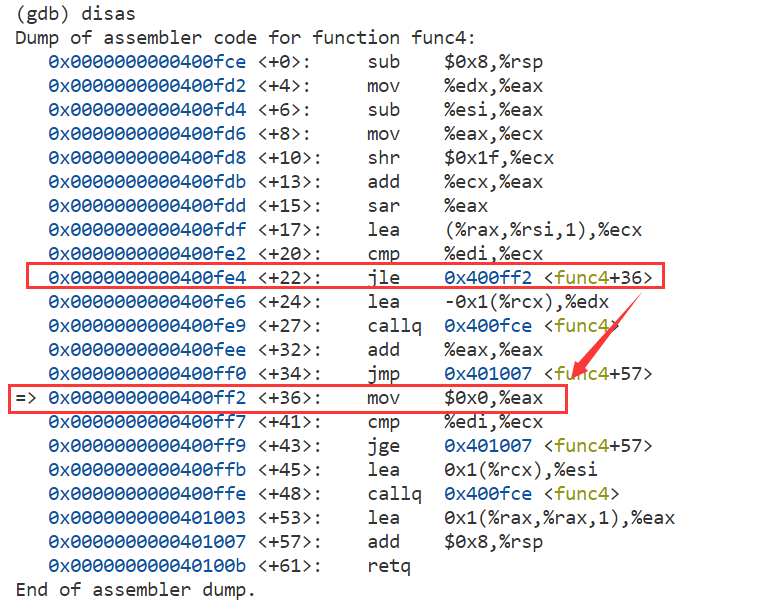 (gdb) disas
Dump of assembler code for function func4:
   0x0000000000400fce <+0>:     sub    $0x8,%rsp
   0x0000000000400fd2 <+4>:     mov    %edx,%eax
   0x0000000000400fd4 <+6>:     sub    %esi,%eax
   0x0000000000400fd6 <+8>:     mov    %eax,%ecx
   0x0000000000400fd8 <+10>:    shr    $0x1f,%ecx
   0x0000000000400fdb <+13>:    add    %ecx,%eax
   0x0000000000400fdd <+15>:    sar    %eax
   0x0000000000400fdf <+17>:    lea    (%rax,%rsi,1),%ecx
   0x0000000000400fe2 <+20>:    cmp    %edi,%ecx
   0x0000000000400fe4 <+22>:    jle    0x400ff2 <func4+36>
   0x0000000000400fe6 <+24>:    lea    -0x1(%rcx),%edx
   0x0000000000400fe9 <+27>:    callq  0x400fce <func4>
   0x0000000000400fee <+32>:    add    %eax,%eax
   0x0000000000400ff0 <+34>:    jmp    0x401007 <func4+57>
=> 0x0000000000400ff2 <+36>:    mov    $0x0,%eax
   0x0000000000400ff7 <+41>:    cmp    %edi,%ecx
   0x0000000000400ff9 <+43>:    jge    0x401007 <func4+57>
   0x0000000000400ffb <+45>:    lea    0x1(%rcx),%esi
   0x0000000000400ffe <+48>:    callq  0x400fce <func4>
   0x0000000000401003 <+53>:    lea    0x1(%rax,%rax,1),%eax
   0x0000000000401007 <+57>:    add    $0x8,%rsp
   0x000000000040100b <+61>:    retq
End of assembler dump.